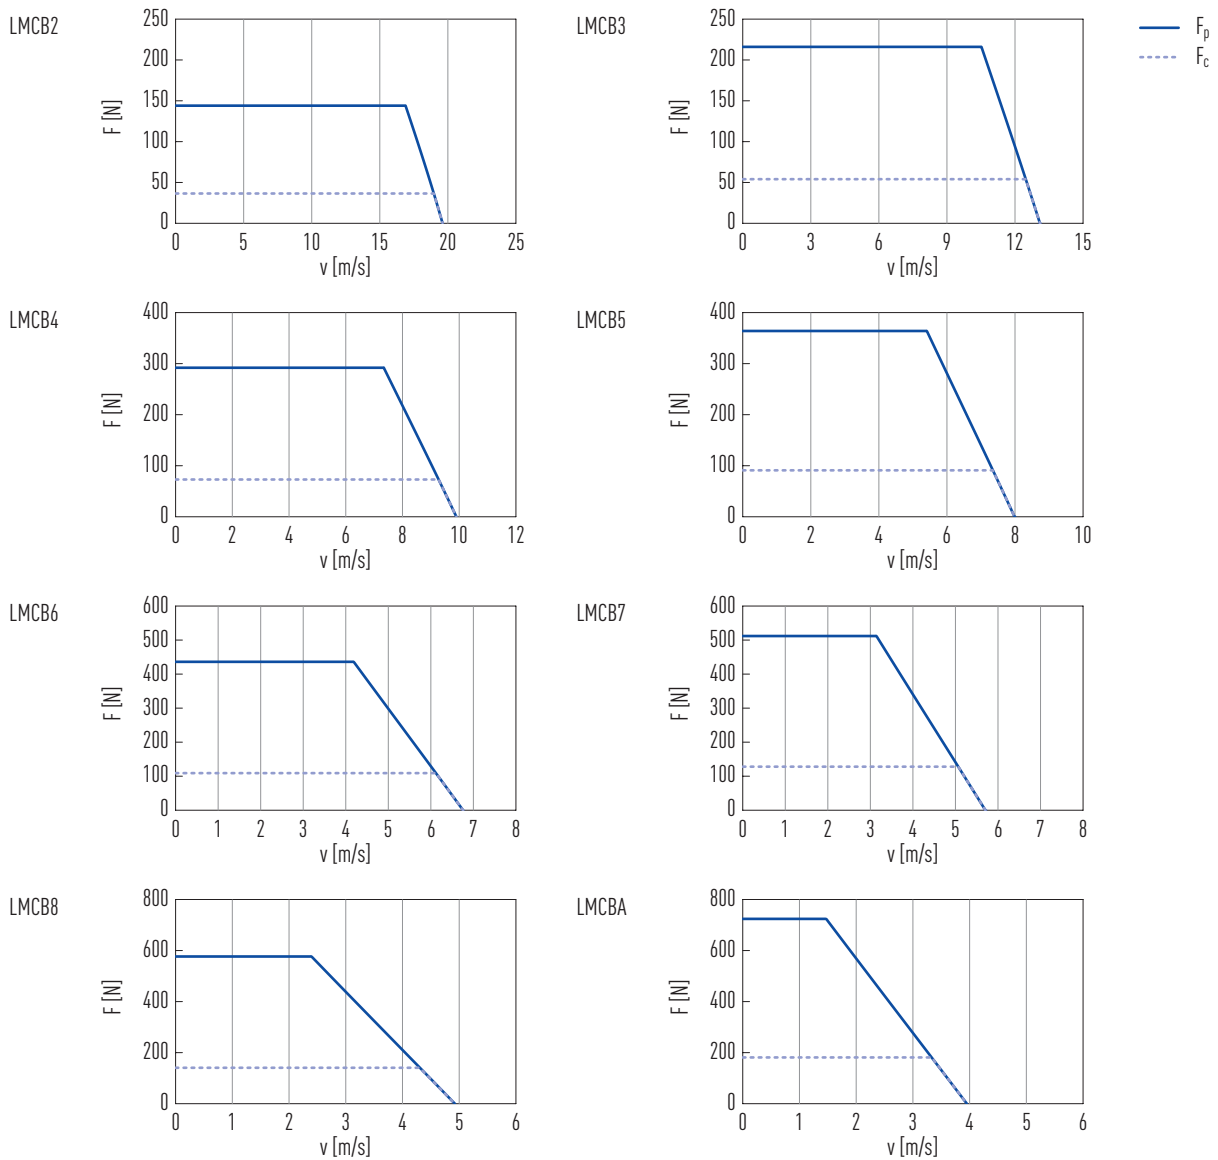 LMCB2
F [N]
250
200
150
100
50
0
0 5 10 15 20 25
v [m/s]
LMCB3
F [N]
250
200
150
100
50
0
0 3 6 9 12 15
v [m/s]
Fp
Fc
LMCB4
F [N]
400
300
200
100
0
0 2 4 6 8 10 12
v [m/s]
LMCB5
F [N]
400
300
200
100
0
0 2 4 6 8 10
v [m/s]
LMCB6
F [N]
600
500
400
300
200
100
0
0 1 2 3 4 5 6 7 8
v [m/s]
LMCB7
F [N]
600
500
400
300
200
100
0
0 1 2 3 4 5 6 7 8
v [m/s]
LMCB8
F [N]
800
600
400
200
0
0 1 2 3 4 5 6
v [m/s]
LMCBA
F [N]
800
600
400
200
0
0 1 2 3 4 5 6
v [m/s]